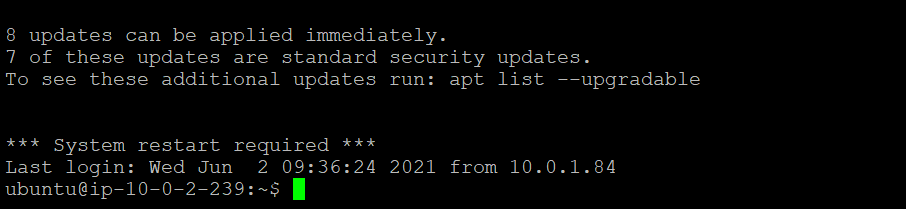 8 updates can be applied immediately.
7 of these updates are standard security updates.
To see these additional updates run: apt list --upgradable
*** System restart required ***
Last login: Wed Jun  2 09:36:24 2021 from 10.0.1.84
ubuntu@ip-10-0-2-239:~$